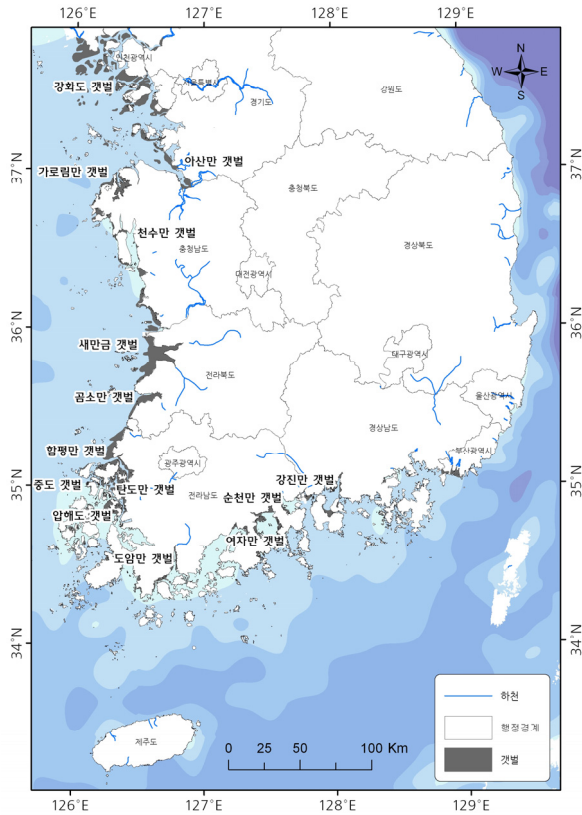 126°E
127°E
128°E
129°E
인천광역시
서울특별시
경기도
강원도
N
W
E
S
강화도 갯벌
37°N
37°N
아산만 갯벌
가로림만 갯벌
충청북도
천수만 갯벌
충청남도
경상북도
대전광역시
36°N
36°N
새만금 갯벌
대구광역시
전라북도
곰소만 갯벌
울산광역시
경상남도
함평만 갯벌
부산광역시
광주광역시
35°N
35°N
중도 갯벌
탄도만 갯벌
전라남도
순천만 갯벌
강진만 갯벌
압해도 갯벌
여자만 갯벌
도암만 갯벌
34°N
34°N
하천
행정경계
갯벌
제주도
0 25 50 100 Km
126°E
127°E
128°E
129°E